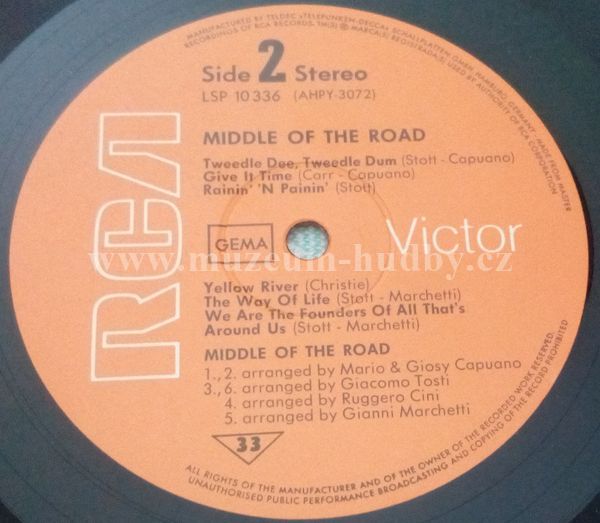 MANUFACTURED BY TELDEC »TELEFUNKEN-DECCA« SCHALLPLATTEN-GMBH HAMBURG, GERMANY · MADE FROM MASTER
RECORDINGS OF RCA RECORDS. TM(S) ® MARCA(S) REGISTRADA(S) USED BY AUTHORITY OF RCA CORPORATION
Side 2 Stereo
LSP 10336 (AHPY-3072)
MIDDLE OF THE ROAD
Tweedle Dee, Tweedle Dum (Stott - Capuano)
Give It Time (Carr - Capuano)
Rainin' 'N Painin' (Stott)
RCA
GEMA
Victor
www.muzeum-hudby.cz
Yellow River (Christie)
The Way Of Life (Stott - Marchetti)
We Are The Founders Of All That's
Around Us (Stott - Marchetti)
MIDDLE OF THE ROAD
1., 2. arranged by Mario & Giosy Capuano
3., 6. arranged by Giacomo Tosti
4. arranged by Ruggero Cini
5. arranged by Gianni Marchetti
33
ALL RIGHTS OF THE MANUFACTURER AND OF THE OWNER OF THE RECORDED WORK RESERVED.
UNAUTHORISED PUBLIC PERFORMANCE BROADCASTING AND COPYING OF THE RECORD PROHIBITED